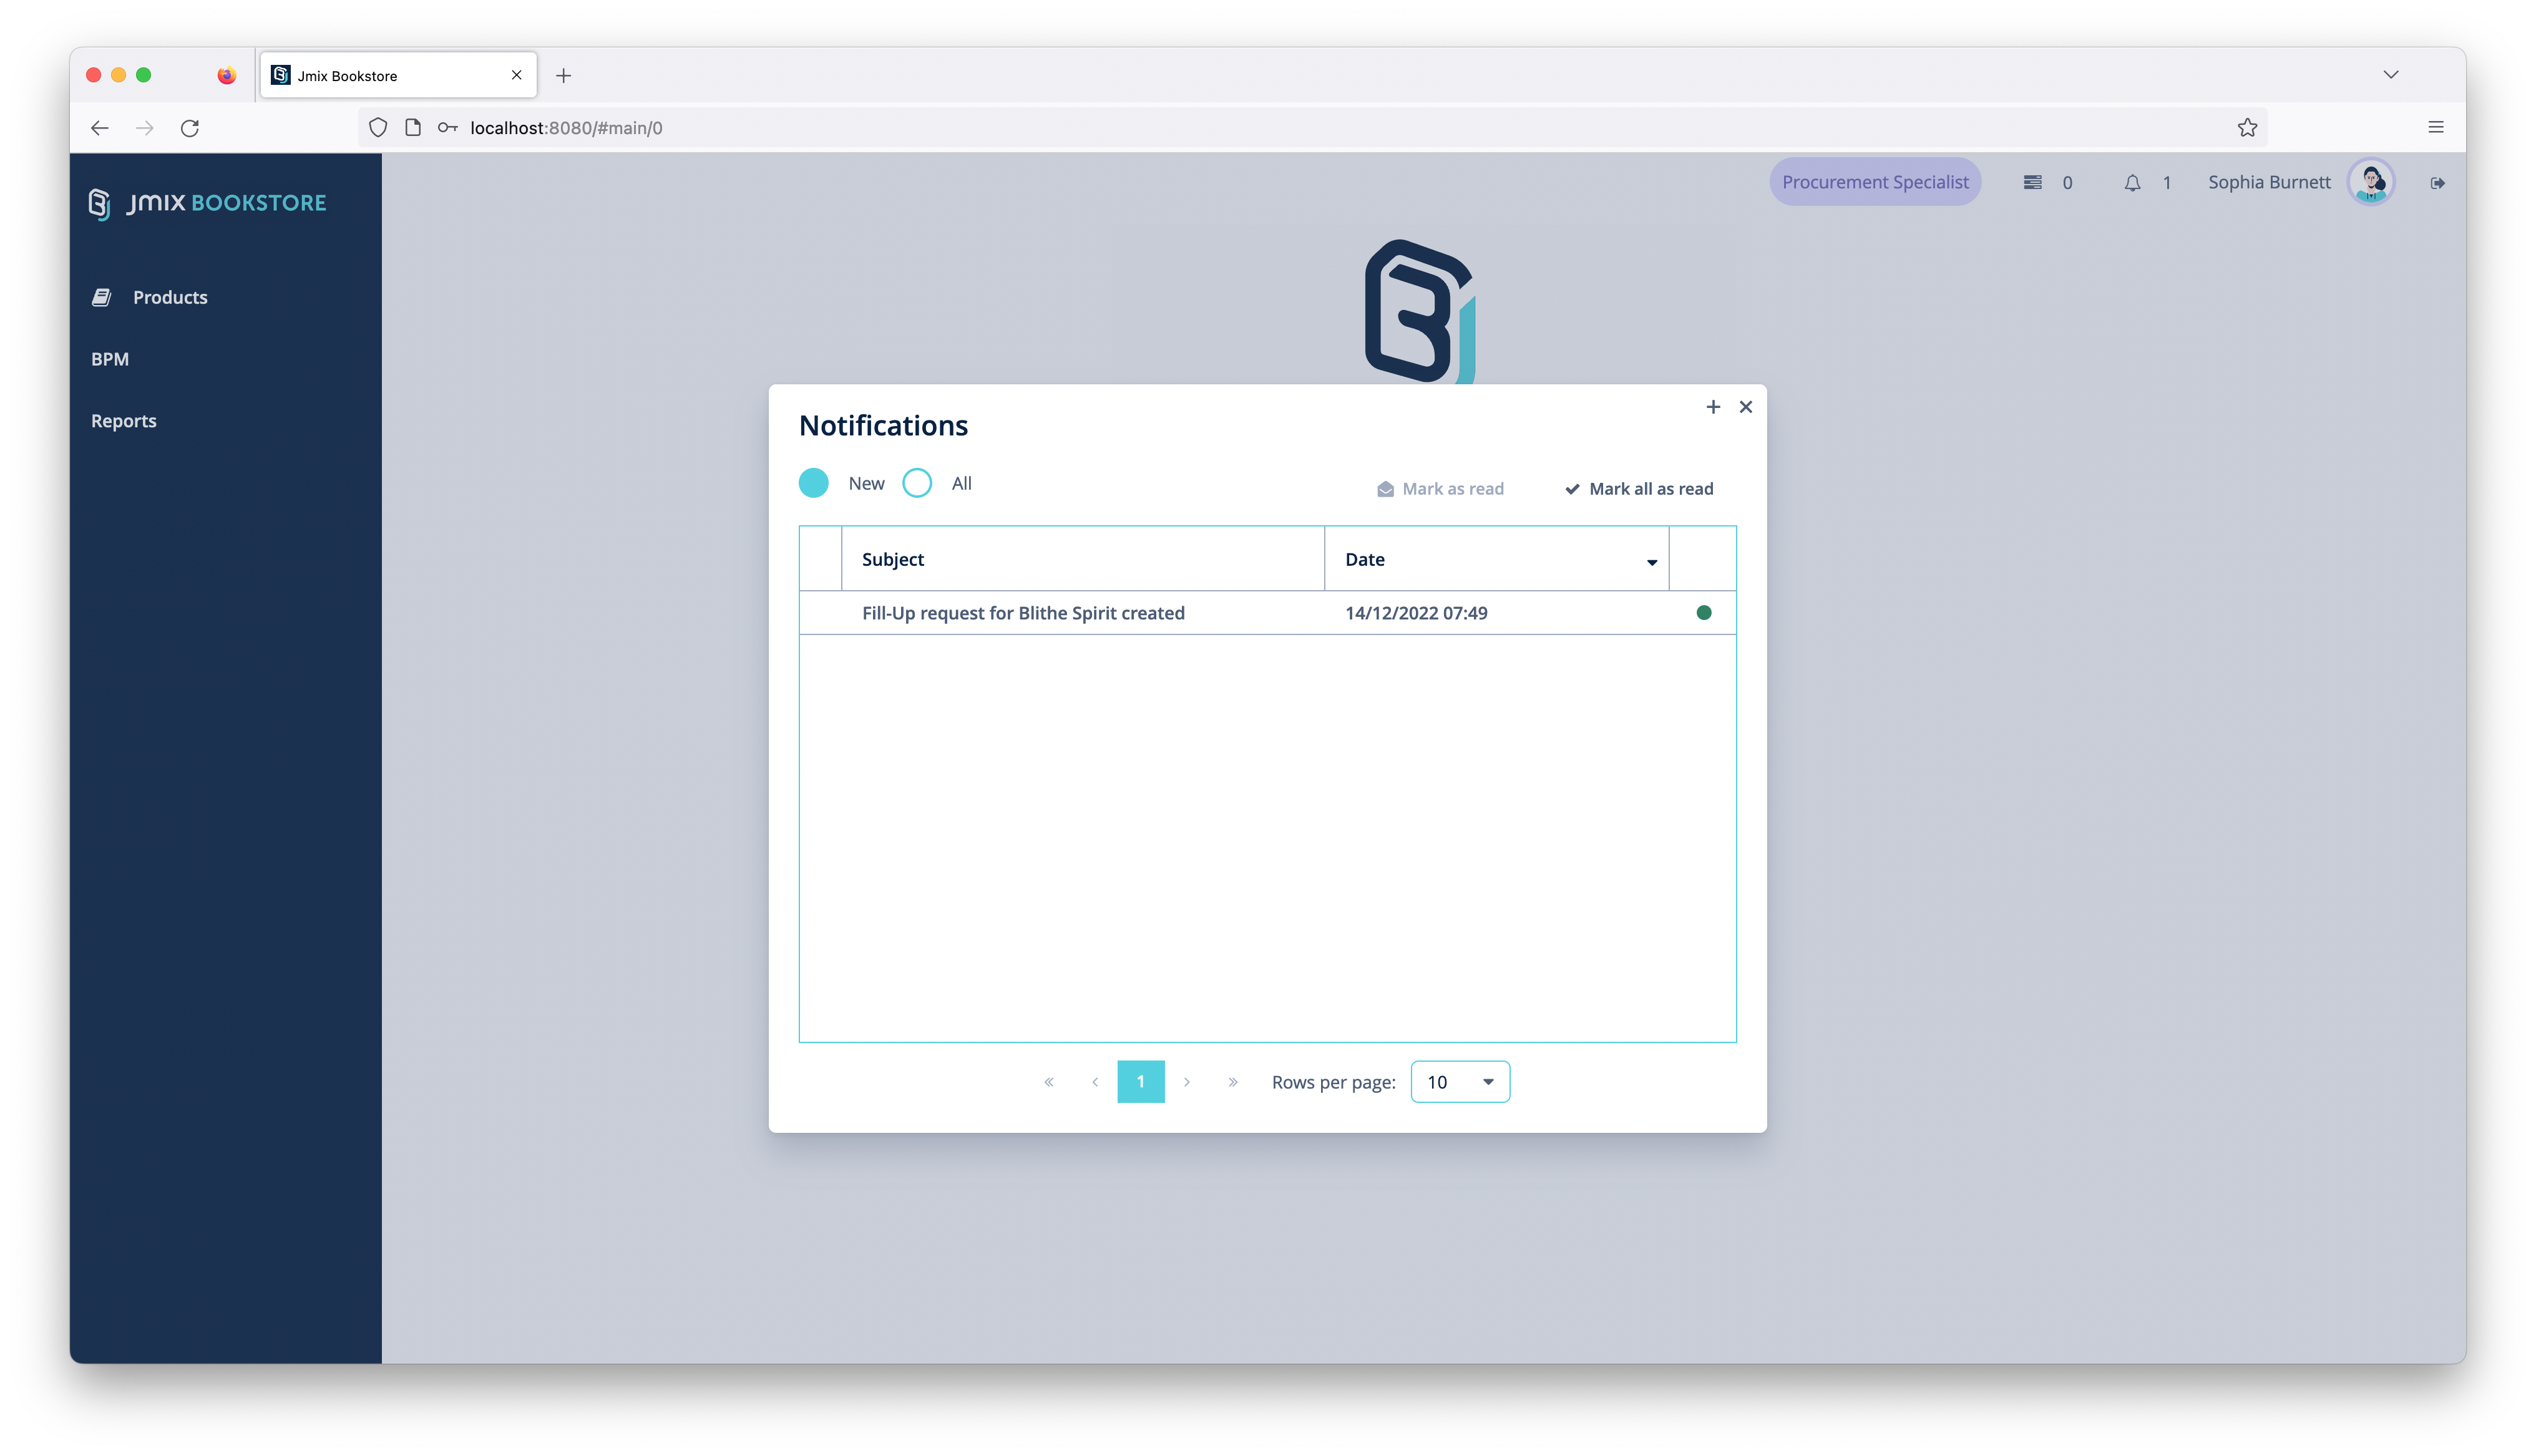 Jmix Bookstore
localhost:8080/#main/0
JMIX BOOKSTORE
Procurement Specialist 0 1 Sophia Burnett
Products
BPM
Reports
Notifications
New All Mark as read Mark all as read
Subject Date
Fill-Up request for Blithe Spirit created 14/12/2022 07:49
1 Rows per page: 10